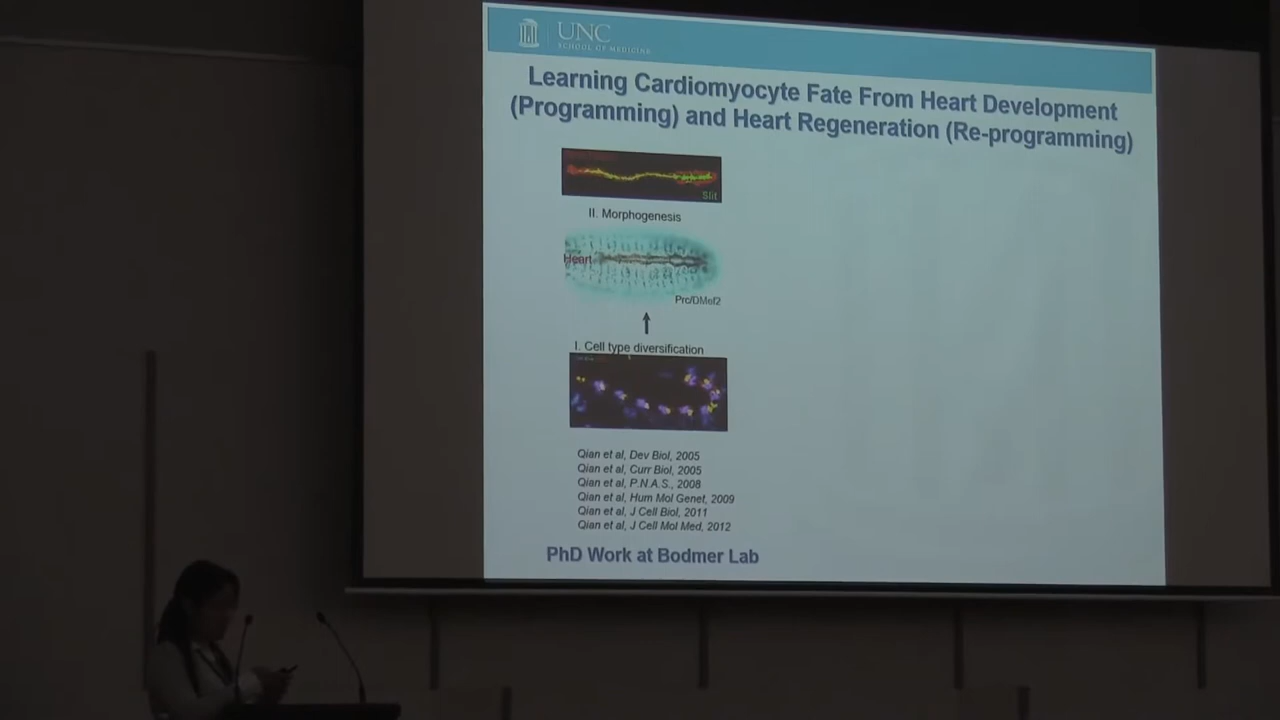 UNC
SCHOOL OF MEDICINE
Learning Cardiomyocyte Fate From Heart Development
(Programming) and Heart Regeneration (Re-programming)
Slit
II. Morphogenesis
Heart
Prc/DMef2
I. Cell type diversification
Qian et al, Dev Biol, 2005
Qian et al, Curr Biol, 2005
Qian et al, P.N.A.S., 2008
Qian et al, Hum Mol Genet, 2009
Qian et al, J Cell Biol, 2011
Qian et al, J Cell Mol Med, 2012
PhD Work at Bodmer Lab